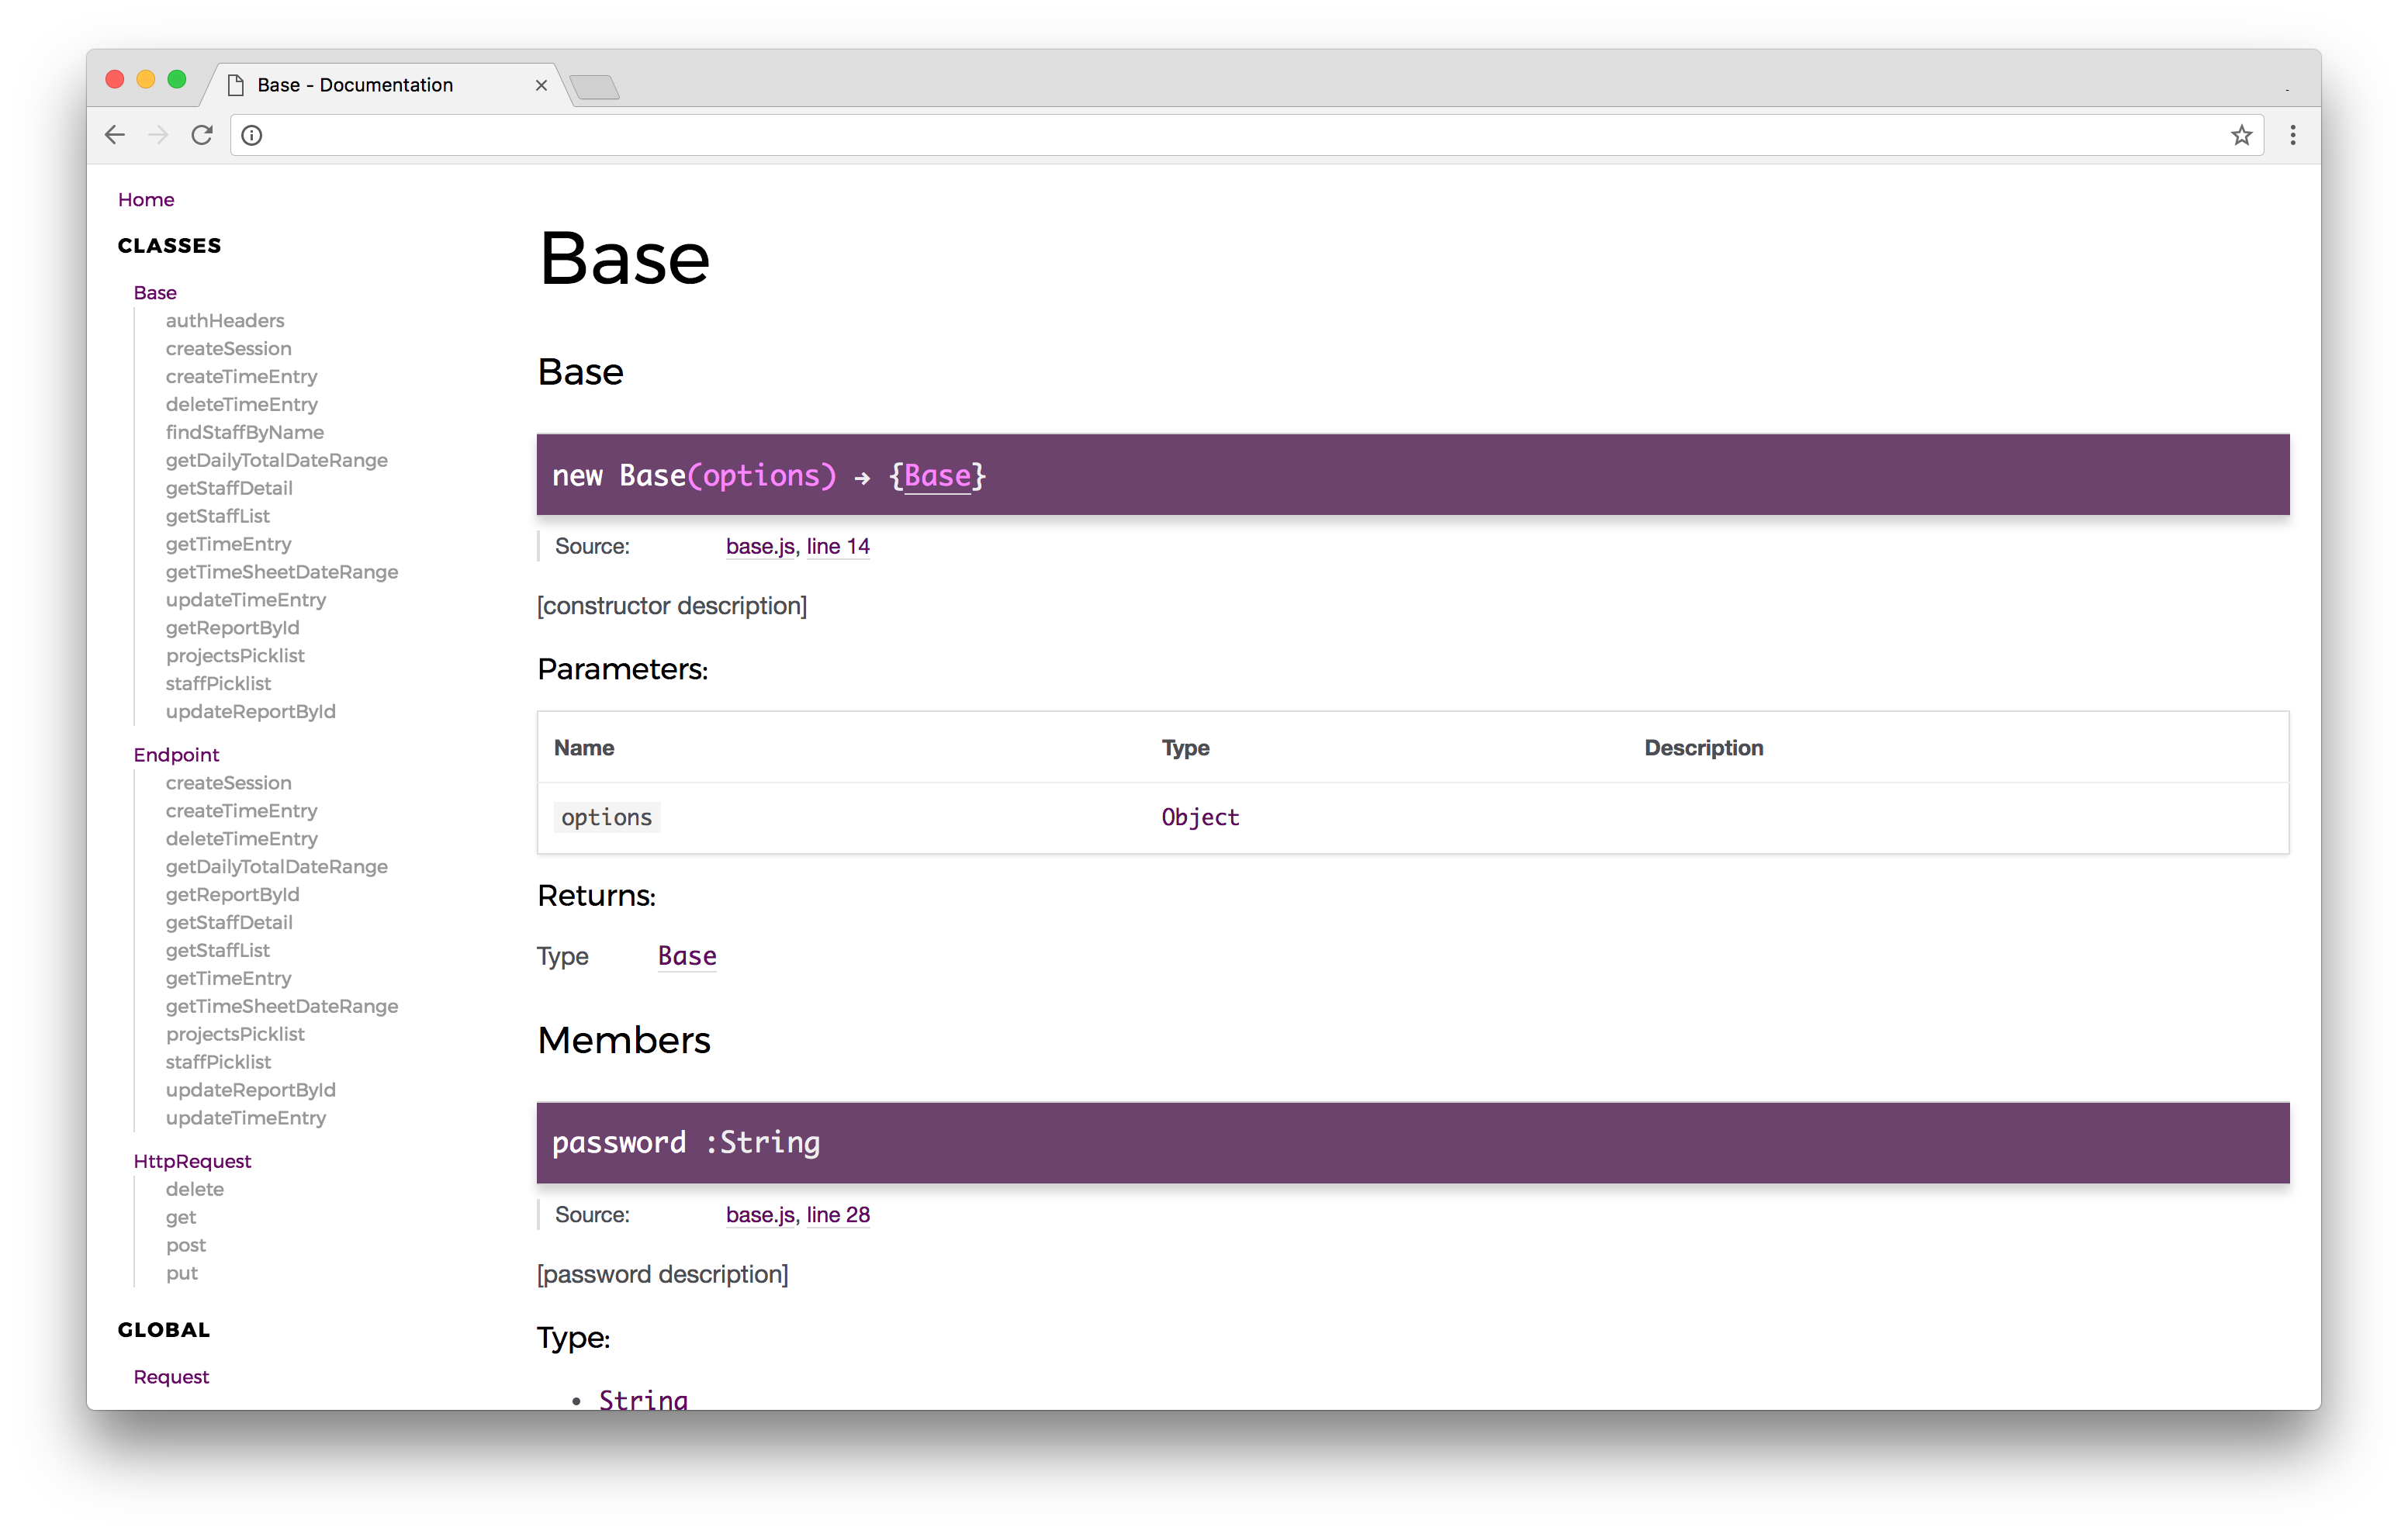 Base - Documentation
Home
CLASSES
Base
authHeaders
createSession
createTimeEntry
deleteTimeEntry
findStaffByName
getDailyTotalDateRange
getStaffDetail
getStaffList
getTimeEntry
getTimeSheetDateRange
updateTimeEntry
getReportById
projectsPicklist
staffPicklist
updateReportById
Endpoint
createSession
createTimeEntry
deleteTimeEntry
getDailyTotalDateRange
getReportById
getStaffDetail
getStaffList
getTimeEntry
getTimeSheetDateRange
projectsPicklist
staffPicklist
updateReportById
updateTimeEntry
HttpRequest
delete
get
post
put
GLOBAL
Request
Base
Base
new Base(options) → {Base}
Source: base.js, line 14
[constructor description]
Parameters:
Name Type Description
options Object
Returns:
Type Base
Members
password :String
Source: base.js, line 28
[password description]
Type:
• String